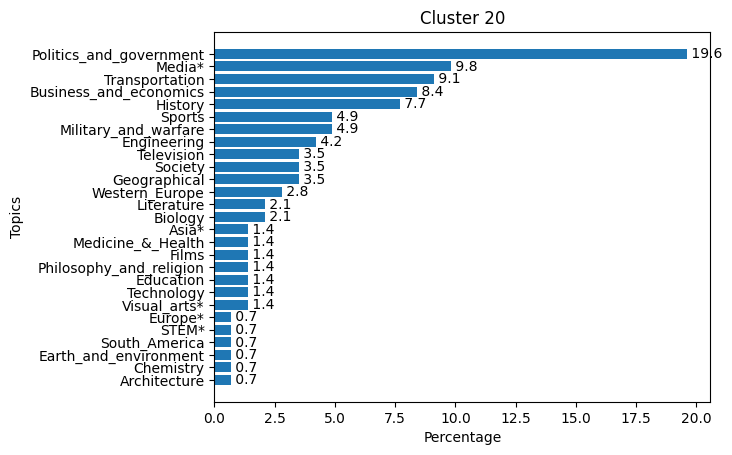 Cluster 20
Politics_and_government 19.6
Media* 9.8
Transportation 9.1
Business_and_economics 8.4
History 7.7
Sports 4.9
Military_and_warfare 4.9
Engineering 4.2
Television 3.5
Society 3.5
Geographical 3.5
Western_Europe 2.8
Literature 2.1
Biology 2.1
Asia* 1.4
Medicine_&_Health 1.4
Films 1.4
Philosophy_and_religion 1.4
Education 1.4
Technology 1.4
Visual_arts* 1.4
Europe* 0.7
STEM* 0.7
South_America 0.7
Earth_and_environment 0.7
Chemistry 0.7
Architecture 0.7
Topics
0.0 2.5 5.0 7.5 10.0 12.5 15.0 17.5 20.0
Percentage